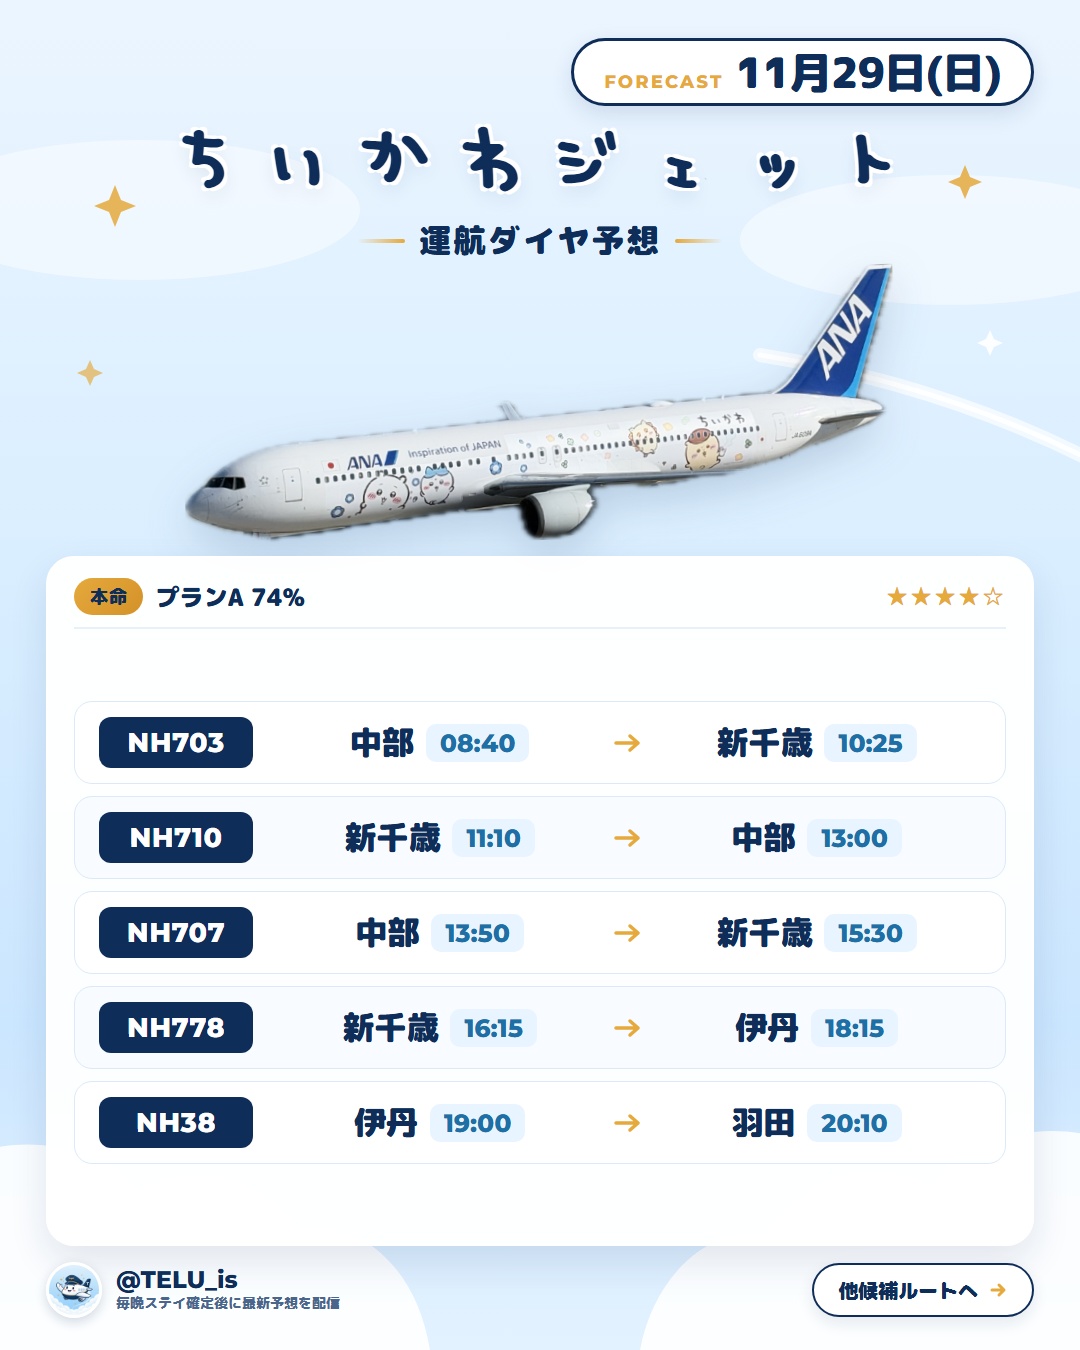 FORECAST 11月29日(日)
ちいかわジェット
運航ダイヤ予想
ANA
ANA Inspiration of JAPAN
ちいかわ
本命 プランA 74% ★★★★☆
NH703 中部 08:40 → 新千歳 10:25
NH710 新千歳 11:10 → 中部 13:00
NH707 中部 13:50 → 新千歳 15:30
NH778 新千歳 16:15 → 伊丹 18:15
NH38 伊丹 19:00 → 羽田 20:10
@TELU_is
毎晩ステイ確定後に最新予想を配信
他候補ルートへ →